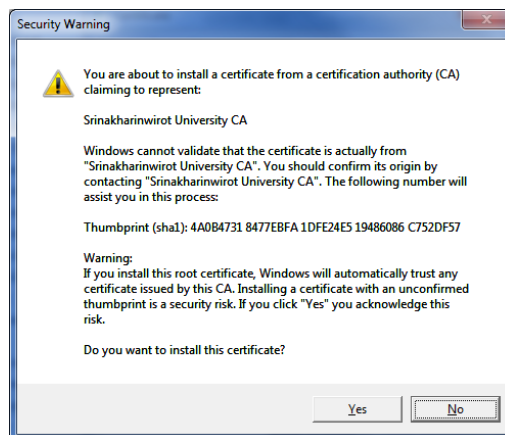 Security Warning
You are about to install a certificate from a certification authority (CA)
claiming to represent:
Srinakharinwirot University CA
Windows cannot validate that the certificate is actually from
"Srinakharinwirot University CA". You should confirm its origin by
contacting "Srinakharinwirot University CA". The following number will
assist you in this process:
Thumbprint (sha1): 4A0B4731 8477EBFA 1DFE24E5 19486086 C752DF57
Warning:
If you install this root certificate, Windows will automatically trust any
certificate issued by this CA. Installing a certificate with an unconfirmed
thumbprint is a security risk. If you click "Yes" you acknowledge this
risk.
Do you want to install this certificate?
Yes No